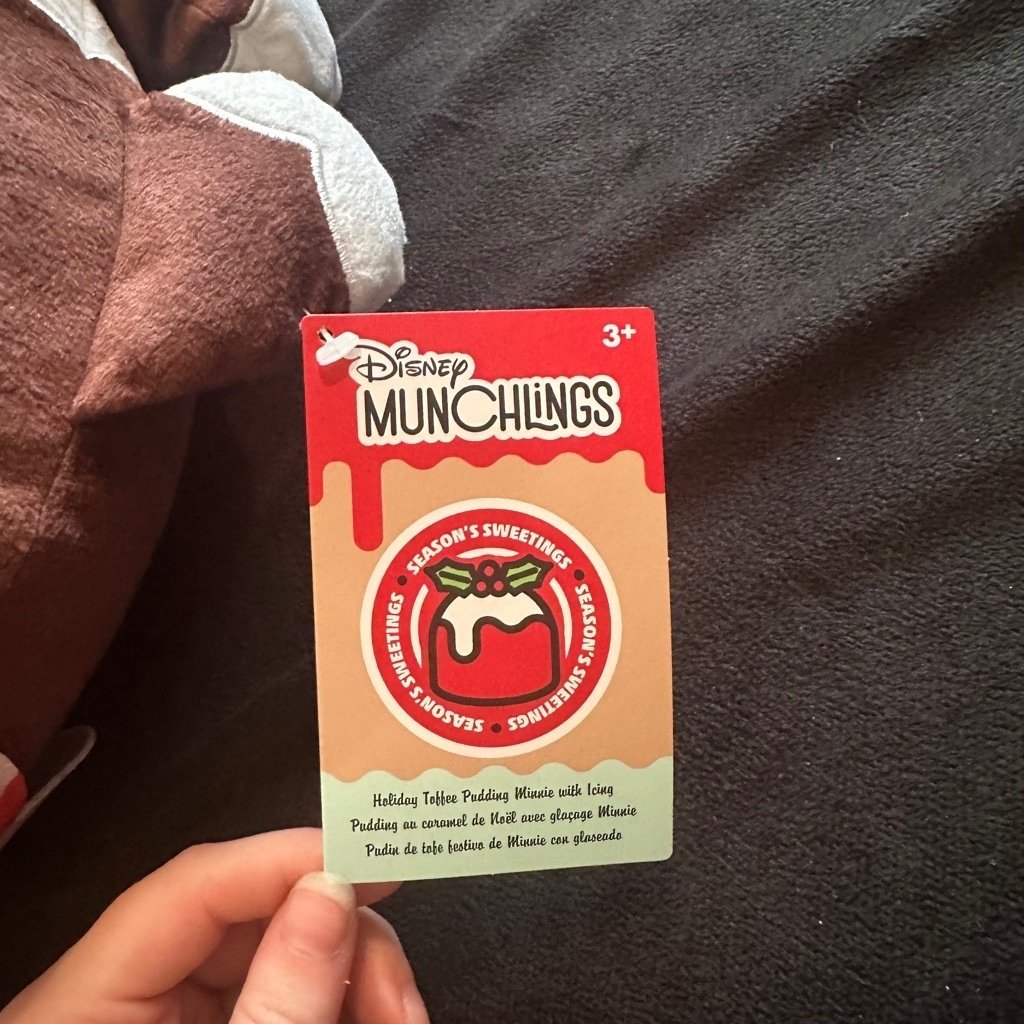 3+
Disney
MUNCHLiNGS
SEASON'S SWEETINGS • SEASON'S SWEETINGS • SEASON'S SWEETINGS • SEASON'S SWEETINGS
Holiday Toffee Pudding Minnie with Icing
Pudding au caramel de Noël avec glaçage Minnie
Pudin de tofe festivo de Minnie con glaseado